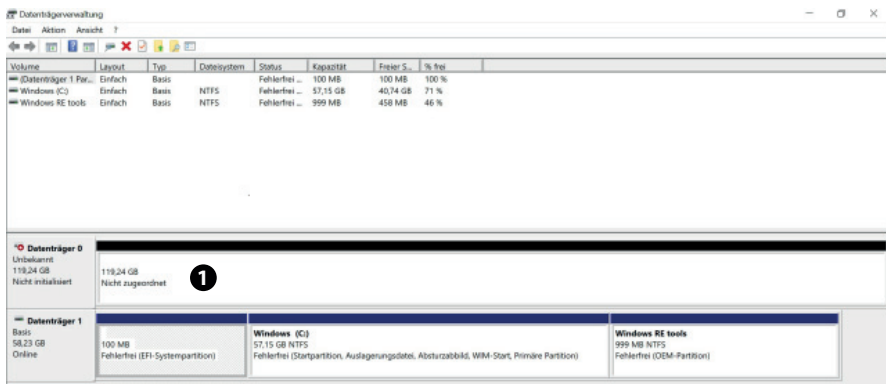 Datenträgerverwaltung
Datei Aktion Ansicht ?
Volume Layout Typ Dateisystem Status Kapazität Freier S... % frei
(Datenträger 1 Par... Einfach Basis Fehlerfrei ... 100 MB 100 MB 100 %
Windows (C:) Einfach Basis NTFS Fehlerfrei ... 57,15 GB 40,74 GB 71 %
Windows RE tools Einfach Basis NTFS Fehlerfrei ... 999 MB 458 MB 46 %
Datenträger 0
Unbekannt
119,24 GB
Nicht initialisiert
119,24 GB
Nicht zugeordnet
1
Datenträger 1
Basis
58,23 GB
Online
100 MB
Fehlerfrei (EFI-Systempartition)
Windows (C:)
57,15 GB NTFS
Fehlerfrei (Startpartition, Auslagerungsdatei, Absturzabbild, WIM-Start, Primäre Partition)
Windows RE tools
999 MB NTFS
Fehlerfrei (OEM-Partition)